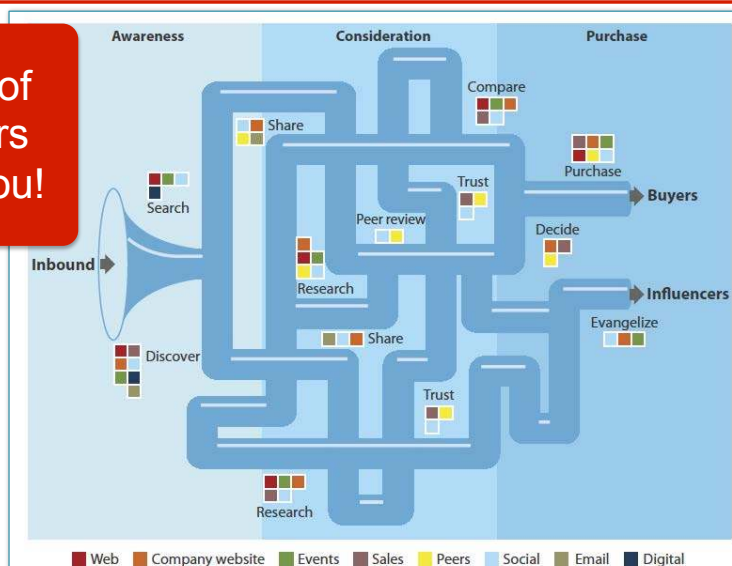 of
rs
ou!
Awareness
Consideration
Purchase
Compare
Share
Search
Trust
Purchase
Buyers
Peer review
Decide
Inbound
Research
Influencers
Evangelize
Share
Discover
Trust
Research
Web Company website Events Sales Peers Social Email Digital